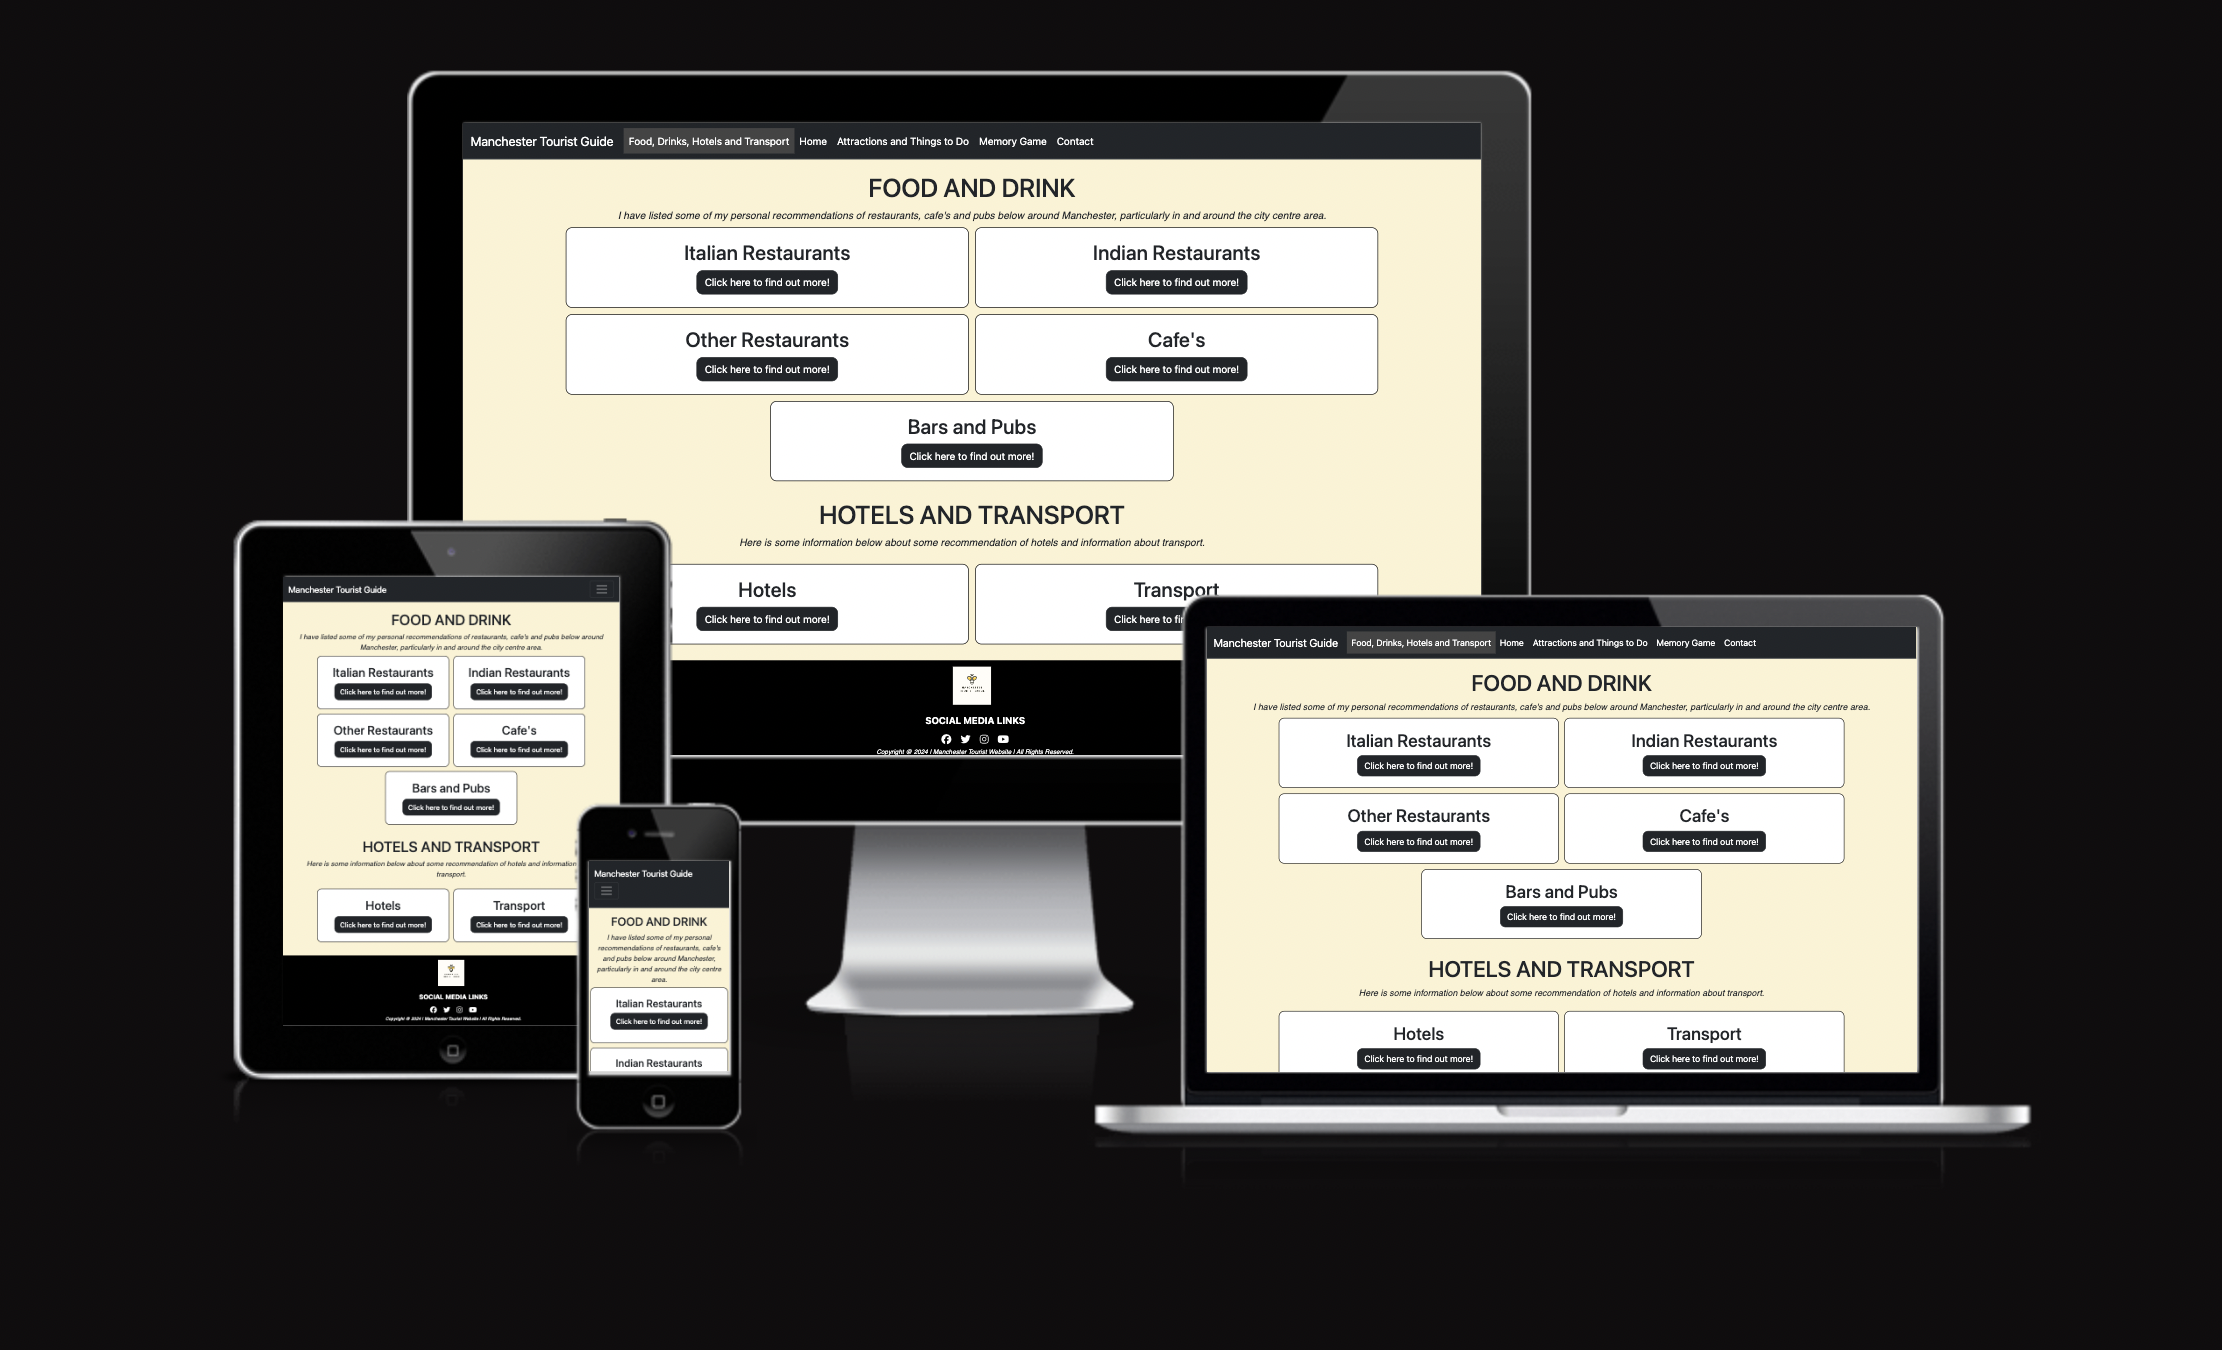 Manchester Tourist Guide Food, Drinks, Hotels and Transport Home Attractions and Things to Do Memory Game Contact
FOOD AND DRINK
I have listed some of my personal recommendations of restaurants, cafe's and pubs below around Manchester, particularly in and around the city centre area.
Italian Restaurants
Click here to find out more!
Indian Restaurants
Click here to find out more!
Other Restaurants
Click here to find out more!
Cafe's
Click here to find out more!
Bars and Pubs
Click here to find out more!
HOTELS AND TRANSPORT
Here is some information below about some recommendation of hotels and information about transport.
Hotels
Click here to find out more!
Transport
Click here to fi
SOCIAL MEDIA LINKS
Copyright © 2024 | Manchester Tourist Website | All Rights Reserved.
Manchester Tourist Guide
FOOD AND DRINK
I have listed some of my personal recommendations of restaurants, cafe's and pubs below around
Manchester, particularly in and around the city centre area.
Italian Restaurants
Click here to find out more!
Indian Restaurants
Click here to find out more!
Other Restaurants
Click here to find out more!
Cafe's
Click here to find out more!
Bars and Pubs
Click here to find out more!
HOTELS AND TRANSPORT
Here is some information below about some recommendation of hotels and information
transport.
Hotels
Click here to find out more!
Transport
Click here to find out more!
SOCIAL MEDIA LINKS
Copyright © 2024 | Manchester Tourist Website | All Rights Reserved.
Manchester Tourist Guide
FOOD AND DRINK
I have listed some of my personal
recommendations of restaurants, cafe's
and pubs below around Manchester,
particularly in and around the city centre
area.
Italian Restaurants
Click here to find out more!
Indian Restaurants
Manchester Tourist Guide Food, Drinks, Hotels and Transport Home Attractions and Things to Do Memory Game Contact
FOOD AND DRINK
I have listed some of my personal recommendations of restaurants, cafe's and pubs below around Manchester, particularly in and around the city centre area.
Italian Restaurants
Click here to find out more!
Indian Restaurants
Click here to find out more!
Other Restaurants
Click here to find out more!
Cafe's
Click here to find out more!
Bars and Pubs
Click here to find out more!
HOTELS AND TRANSPORT
Here is some information below about some recommendation of hotels and information about transport.
Hotels
Click here to find out more!
Transport
Click here to find out more!